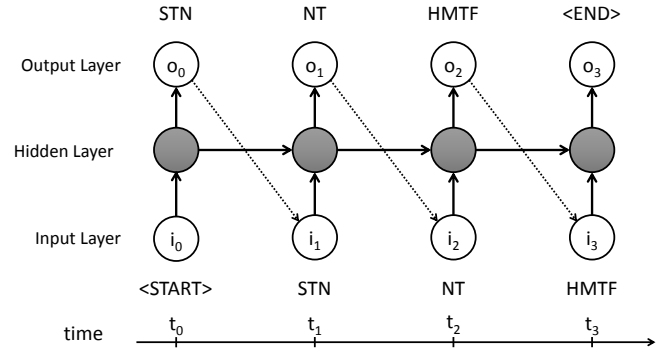 STN NT HMTF <END>
Output Layer o0 o1 o2 o3
Hidden Layer
Input Layer i0 i1 i2 i3
<START> STN NT HMTF
time t0 t1 t2 t3